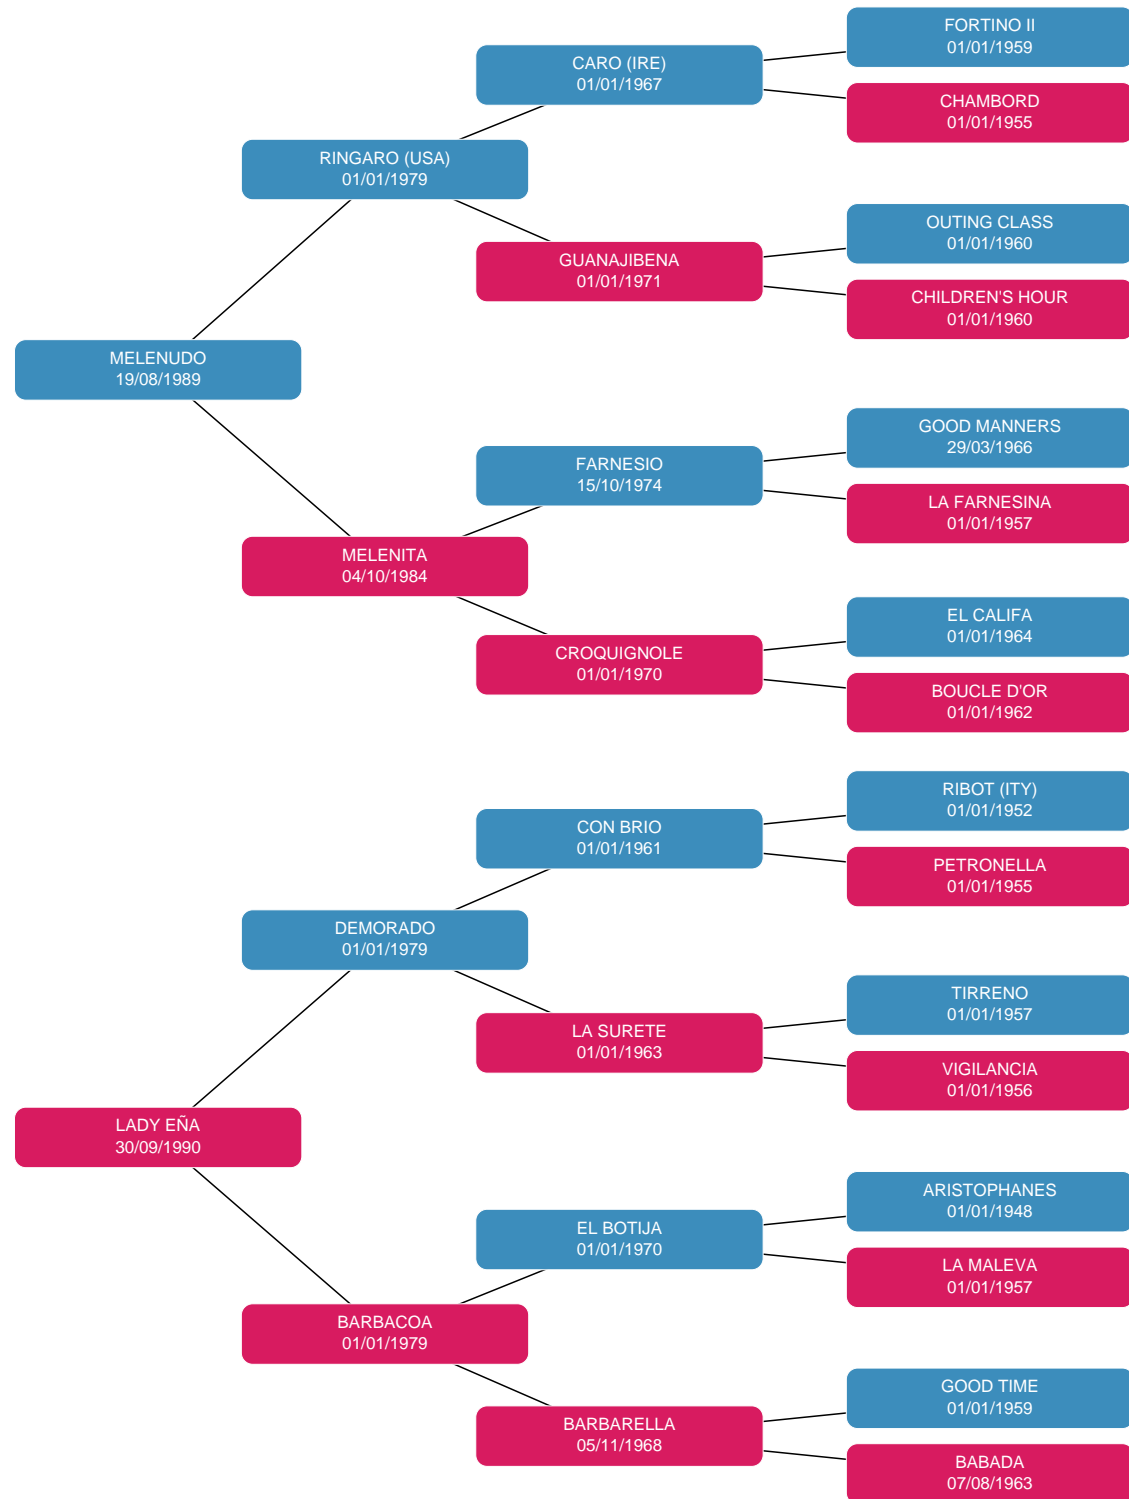 FORTINO II
01/01/1959
CARO (IRE)
01/01/1967
CHAMBORD
01/01/1955
RINGARO (USA)
01/01/1979
OUTING CLASS
01/01/1960
GUANAJIBENA
01/01/1971
CHILDREN'S HOUR
01/01/1960
MELENUDO
19/08/1989
GOOD MANNERS
29/03/1966
FARNESIO
15/10/1974
LA FARNESINA
01/01/1957
MELENITA
04/10/1984
EL CALIFA
01/01/1964
CROQUIGNOLE
01/01/1970
BOUCLE D'OR
01/01/1962
RIBOT (ITY)
01/01/1952
CON BRIO
01/01/1961
PETRONELLA
01/01/1955
DEMORADO
01/01/1979
TIRRENO
01/01/1957
LA SURETE
01/01/1963
VIGILANCIA
01/01/1956
LADY EÑA
30/09/1990
ARISTOPHANES
01/01/1948
EL BOTIJA
01/01/1970
LA MALEVA
01/01/1957
BARBACOA
01/01/1979
GOOD TIME
01/01/1959
BARBARELLA
05/11/1968
BABADA
07/08/1963